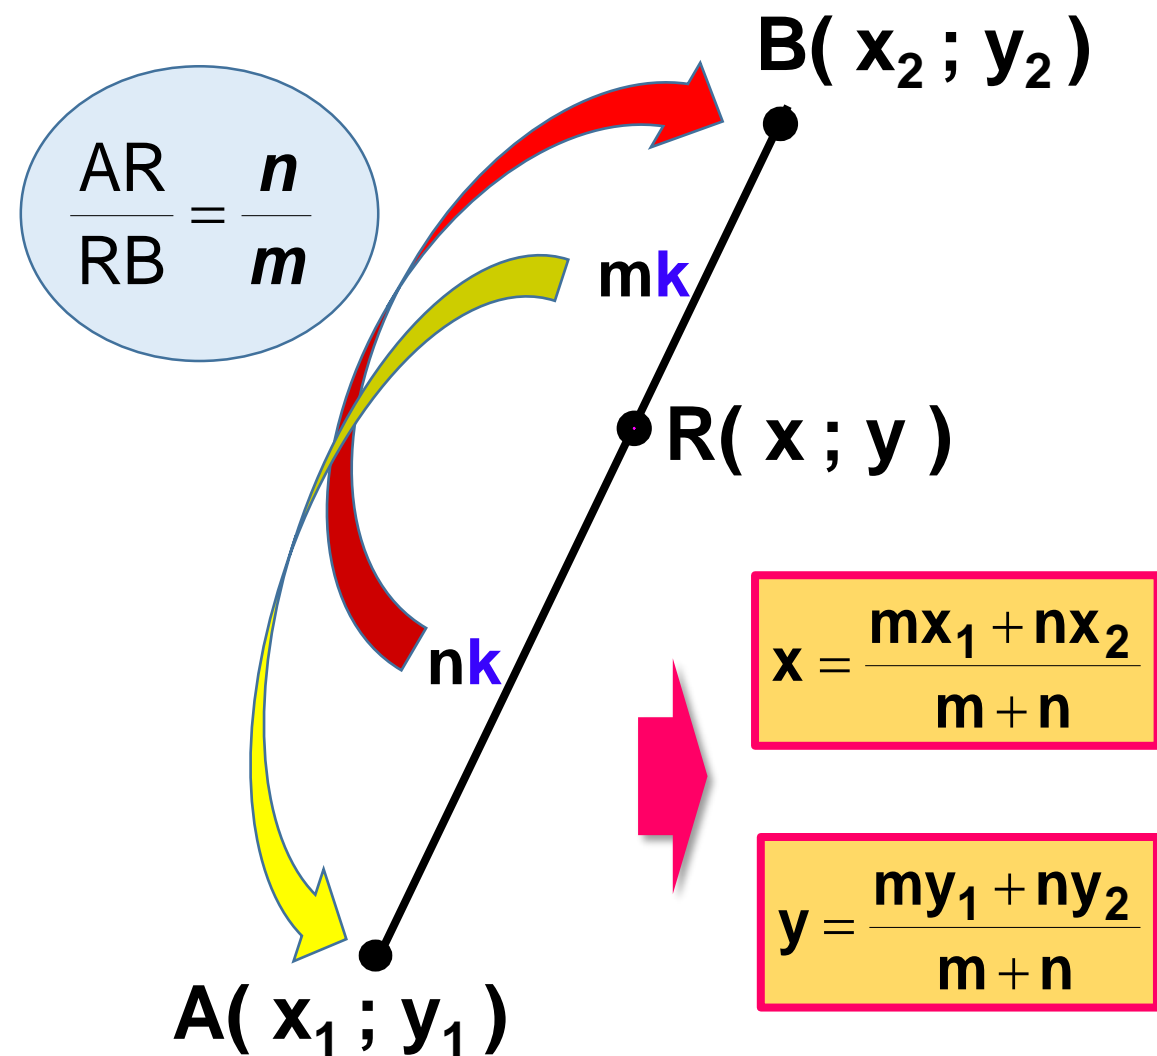 B( x₂ ; y₂ )
AR/RB = n/m
mk
R( x ; y )
nk
x = (mx₁ + nx₂)/(m + n)
y = (my₁ + ny₂)/(m + n)
A( x₁ ; y₁ )